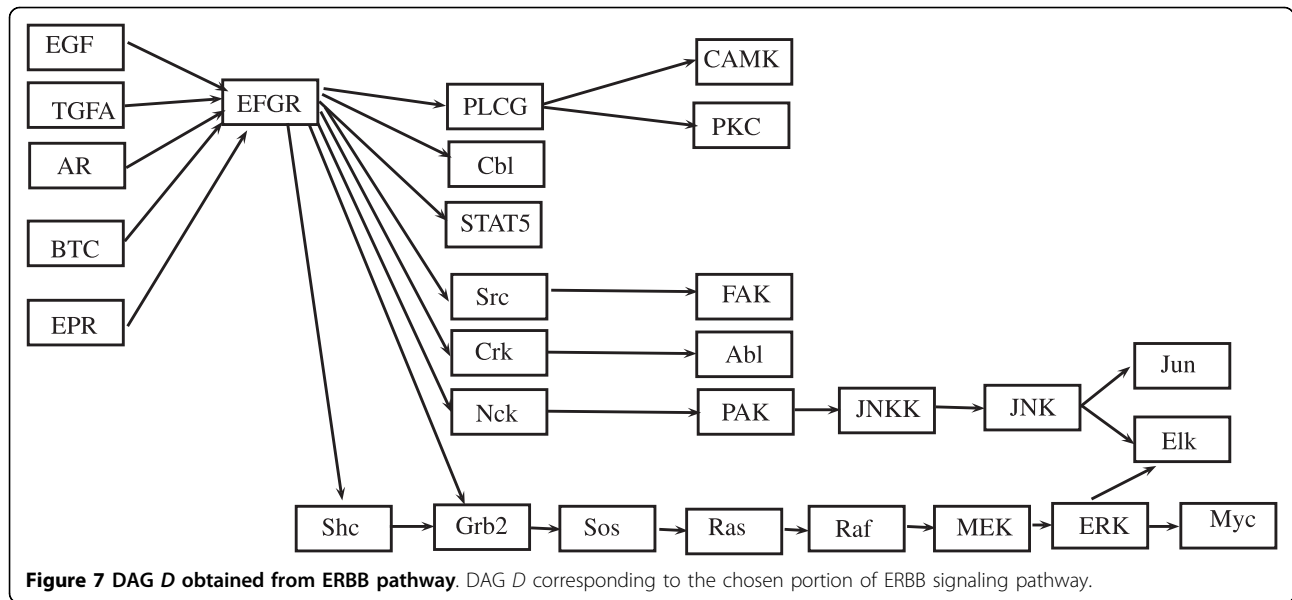 EGF
TGFA
AR
BTC
EPR
EFGR
PLCG
Cbl
STAT5
Src
Crk
Nck
CAMK
PKC
FAK
Abl
PAK
JNKK
JNK
Jun
Elk
Shc
Grb2
Sos
Ras
Raf
MEK
ERK
Myc
Figure 7 DAG D obtained from ERBB pathway. DAG D corresponding to the chosen portion of ERBB signaling pathway.